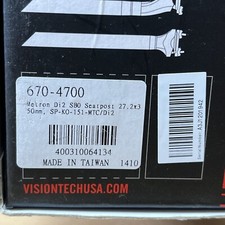 670-4700
Metron Di2 SB0 Seatpost 27.2x3
50mm, SP-KO-151-MTC/Di2
400310064134
MADE IN TAIWAN 1410
VISIONTECHUSA.COM